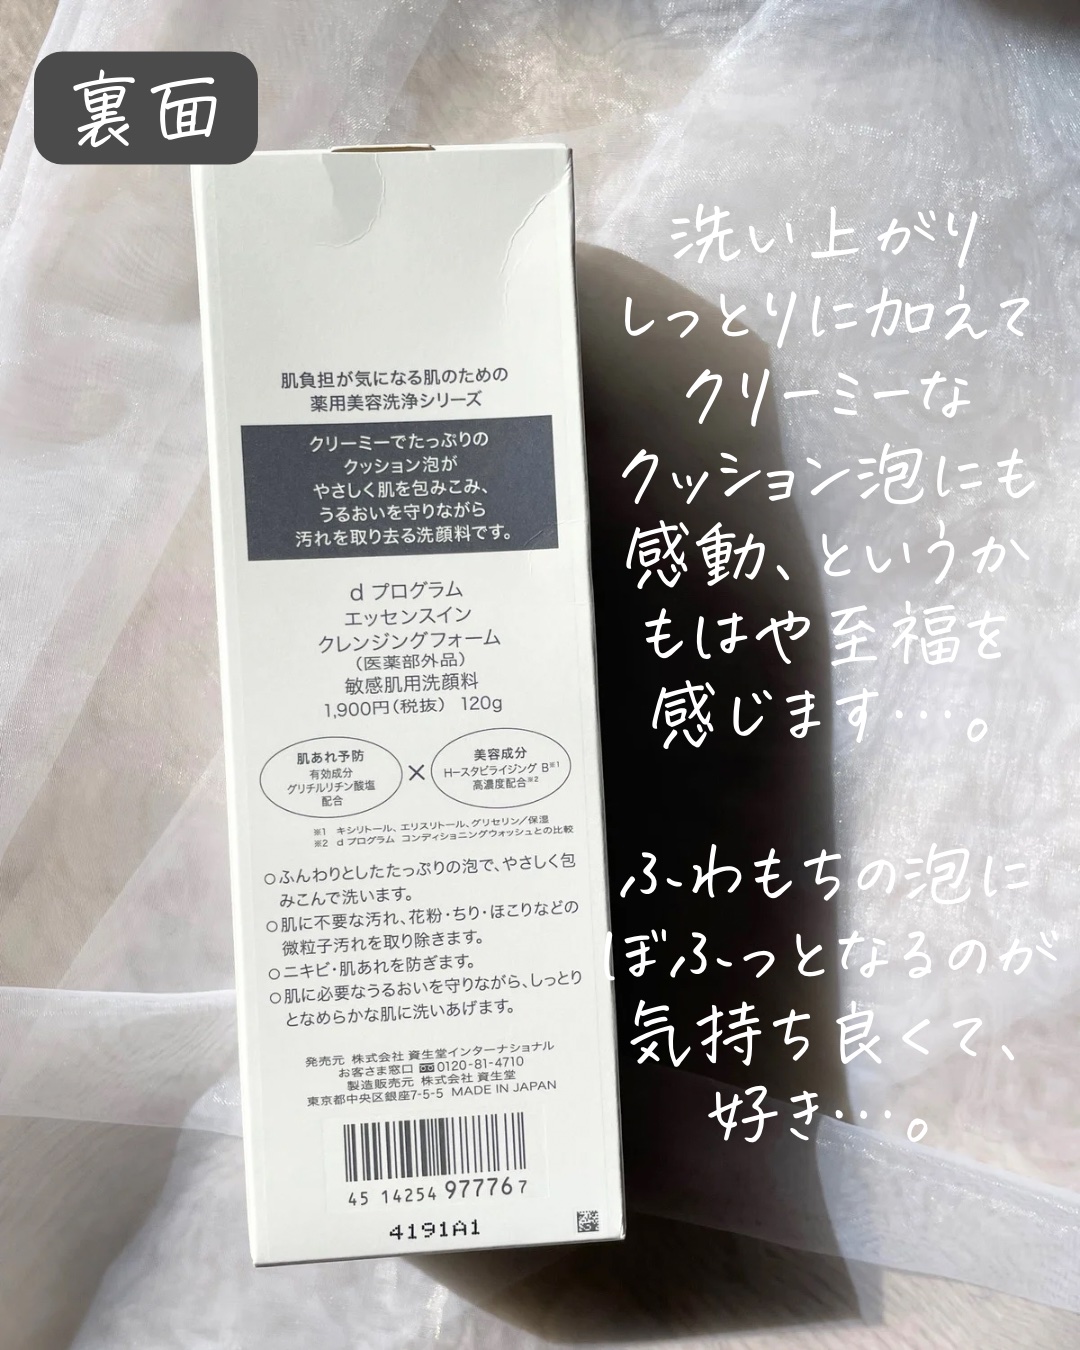 裏面
洗い上がり
しっとりに加えて
クリーミーな
クッション泡にも
感動、というか
もはや至福を
感じます…。
ふわもちの泡に
ぼふっとなるのが
気持ち良くて、
好き…。
肌負担が気になる肌のための
薬用美容洗浄シリーズ
クリーミーでたっぷりの
クッション泡が
やさしく肌を包みこみ、
うるおいを守りながら
汚れを取り去る洗顔料です。
d プログラム
エッセンスイン
クレンジングフォーム
（医薬部外品）
敏感肌用洗顔料
1,900円（税抜） 120g
肌あれ予防
有効成分
グリチルリチン酸塩
配合
×
美容成分
H-スタビライジング B※1
高濃度配合※2
※1 キシリトール、エリスリトール、グリセリン／保湿
※2 d プログラム コンディショニングウォッシュとの比較
○ふんわりとしたたっぷりの泡で、やさしく包
みこんで洗います。
○肌に不要な汚れ、花粉・ちり・ほこりなどの
微粒子汚れを取り除きます。
○ニキビ・肌あれを防ぎます。
○肌に必要なうるおいを守りながら、しっとり
となめらかな肌に洗いあげます。
発売元 株式会社 資生堂インターナショナル
お客さま窓口 0120-81-4710
製造販売元 株式会社 資生堂
東京都中央区銀座7-5-5 MADE IN JAPAN
45 14254 977767
4191A1